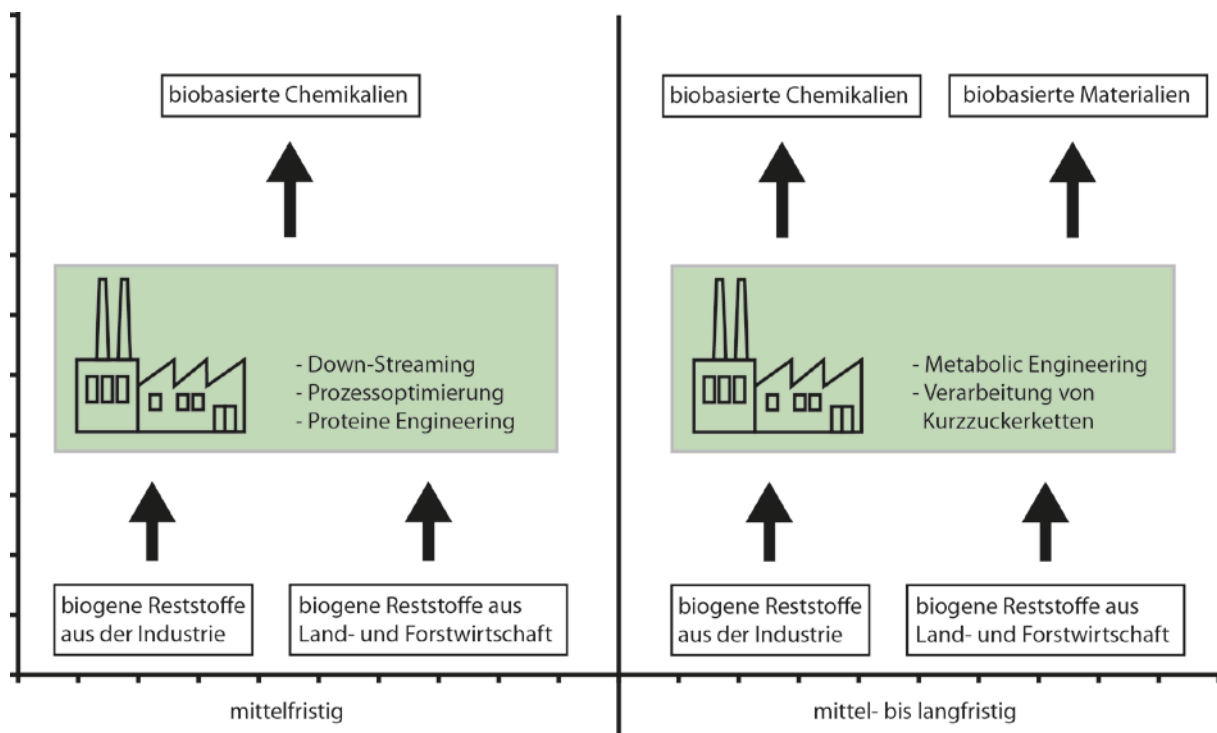 biobasierte Chemikalien
- Down-Streaming
- Prozessoptimierung
- Proteine Engineering
biogene Reststoffe
aus der Industrie
biogene Reststoffe aus
Land- und Forstwirtschaft
mittelfristig
biobasierte Chemikalien
biobasierte Materialien
- Metabolic Engineering
- Verarbeitung von
Kurzzuckerketten
biogene Reststoffe
aus der Industrie
biogene Reststoffe aus
Land- und Forstwirtschaft
mittel- bis langfristig